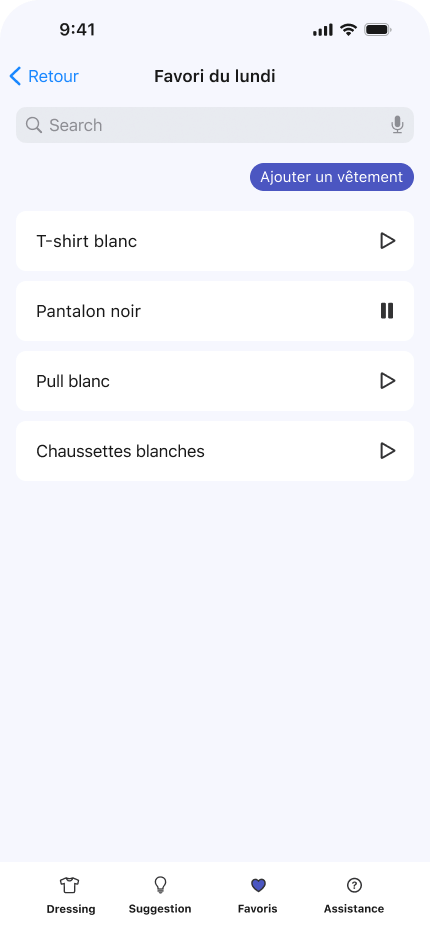 9:41
Retour
Favori du lundi
Search
Ajouter un vêtement
T-shirt blanc
Pantalon noir
Pull blanc
Chaussettes blanches
Dressing
Suggestion
Favoris
Assistance